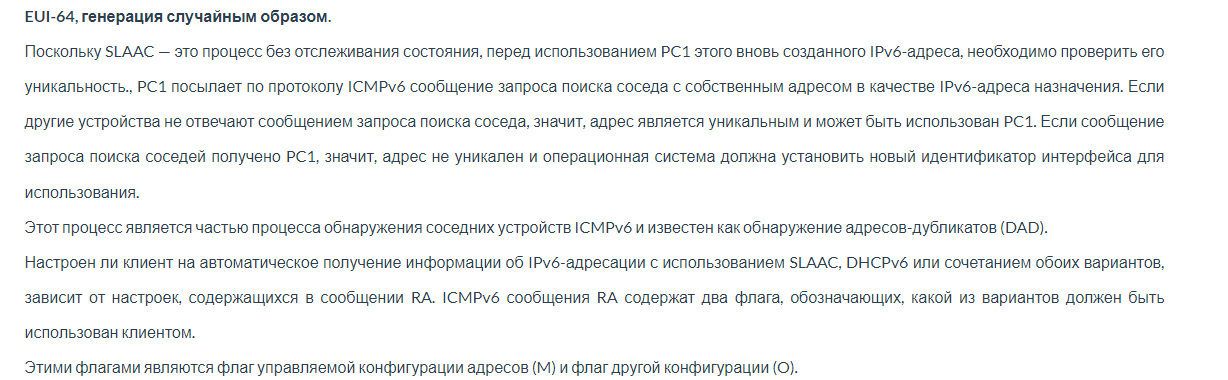 EUI-64, генерация случайным образом.
Поскольку SLAAC — это процесс без отслеживания состояния, перед использованием PC1 этого вновь созданного IPv6-адреса, необходимо проверить его
уникальность., PC1 посылает по протоколу ICMPv6 сообщение запроса поиска соседа с собственным адресом в качестве IPv6-адреса назначения. Если
другие устройства не отвечают сообщением запроса поиска соседа, значит, адрес является уникальным и может быть использован PC1. Если сообщение
запроса поиска соседей получено PC1, значит, адрес не уникален и операционная система должна установить новый идентификатор интерфейса для
использования.
Этот процесс является частью процесса обнаружения соседних устройств ICMPv6 и известен как обнаружение адресов-дубликатов (DAD).
Настроен ли клиент на автоматическое получение информации об IPv6-адресации с использованием SLAAC, DHCPv6 или сочетанием обоих вариантов,
зависит от настроек, содержащихся в сообщении RA. ICMPv6 сообщения RA содержат два флага, обозначающих, какой из вариантов должен быть
использован клиентом.
Этими флагами являются флаг управляемой конфигурации адресов (M) и флаг другой конфигурации (O).